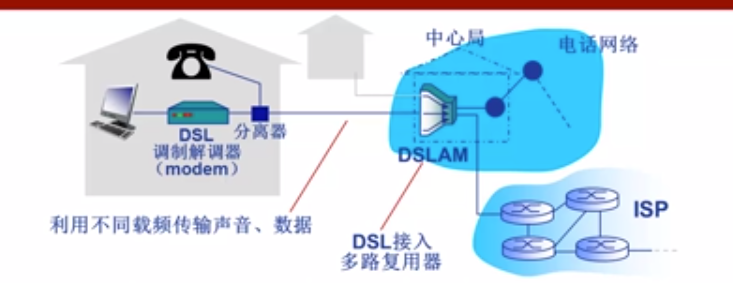 中心局
电话网络
DSL
调制解调器
（modem）
分离器
DSLAM
利用不同载频传输声音、数据
DSL接入
多路复用器
ISP